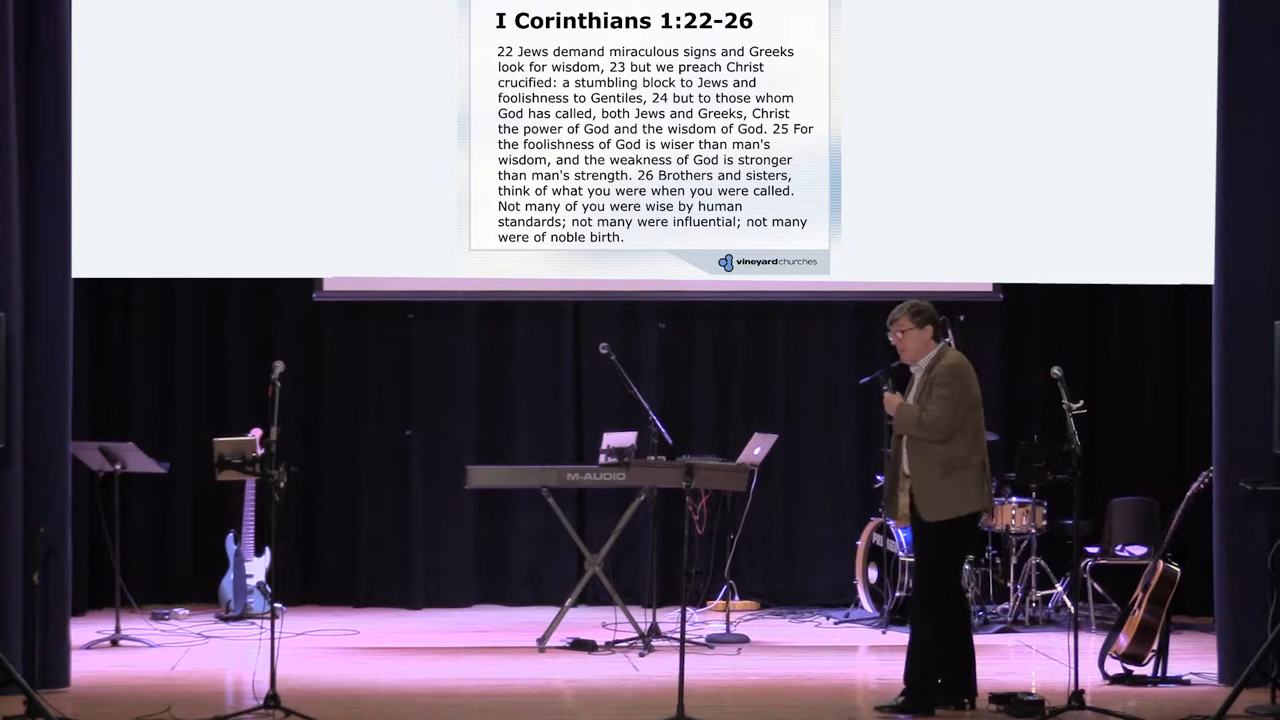 I Corinthians 1:22-26
22 Jews demand miraculous signs and Greeks
look for wisdom, 23 but we preach Christ
crucified: a stumbling block to Jews and
foolishness to Gentiles, 24 but to those whom
God has called, both Jews and Greeks, Christ
the power of God and the wisdom of God. 25 For
the foolishness of God is wiser than man's
wisdom, and the weakness of God is stronger
than man's strength. 26 Brothers and sisters,
think of what you were when you were called.
Not many of you were wise by human
standards; not many were influential; not many
were of noble birth.
vineyardchurches
M-AUDIO